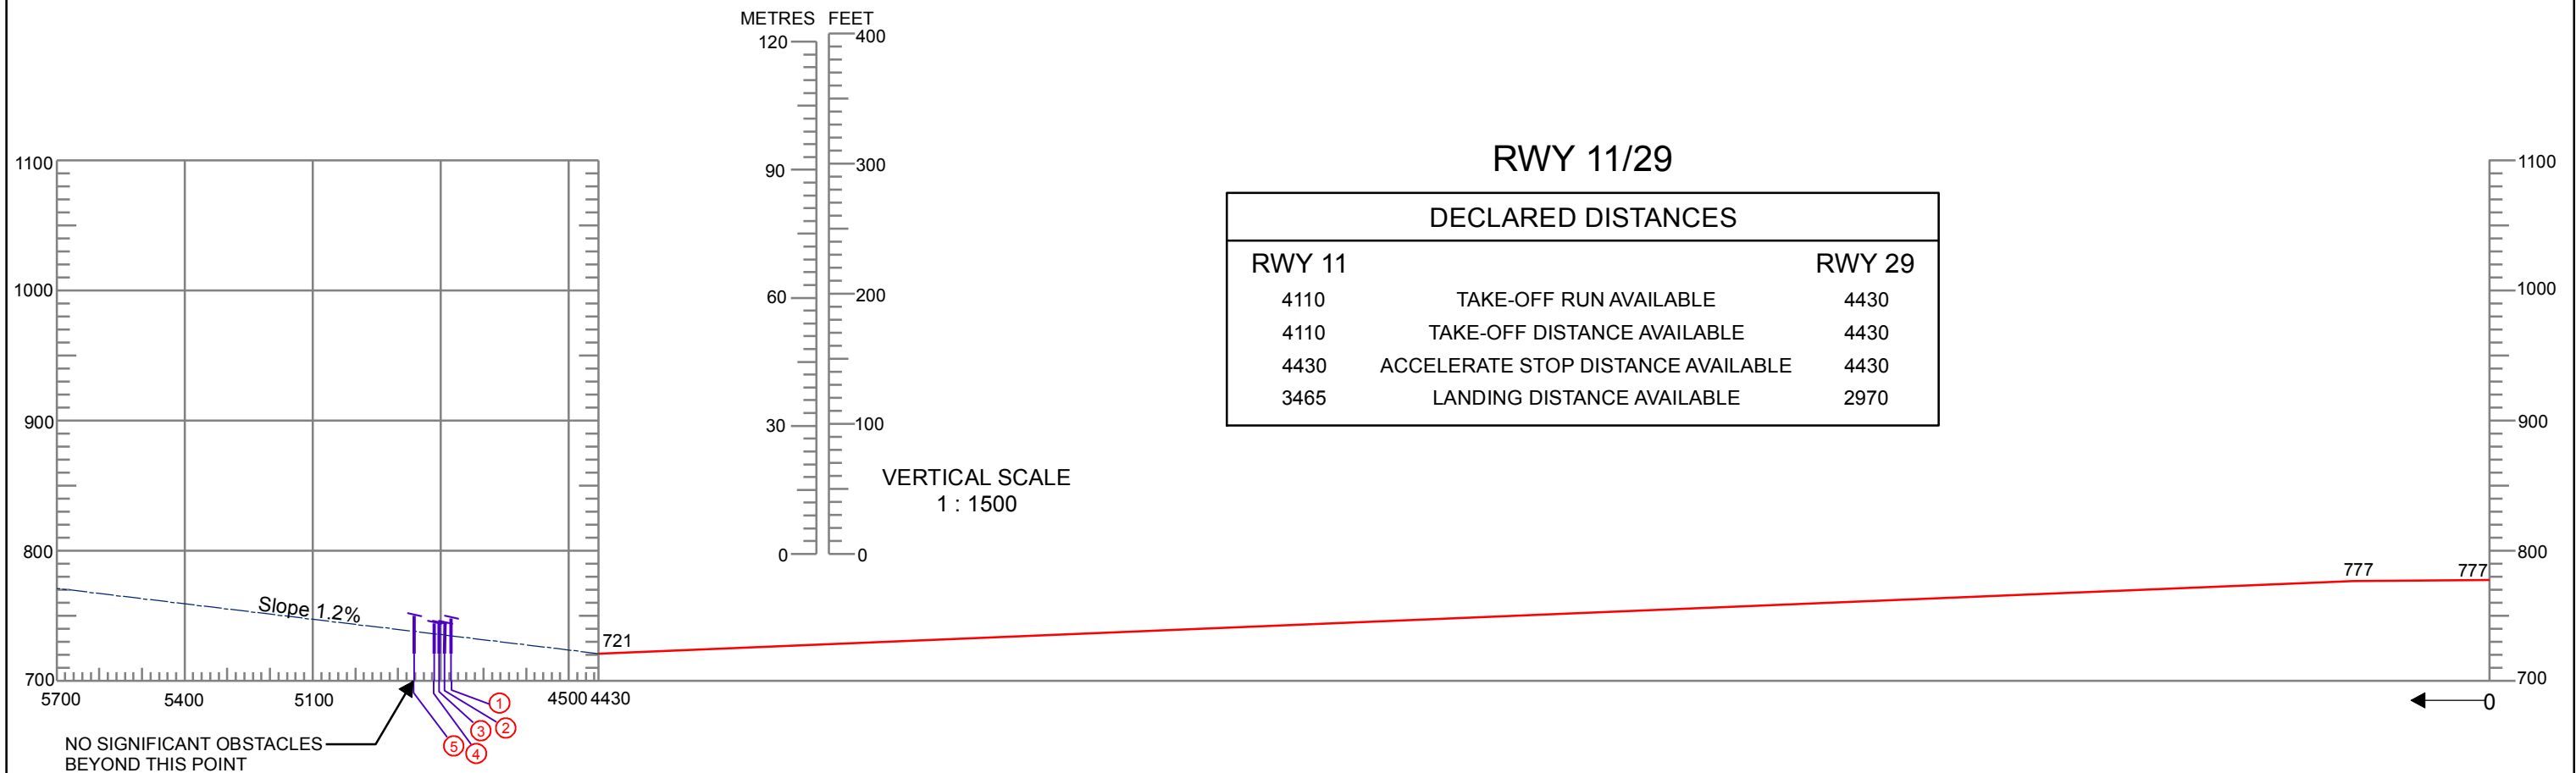 METRES FEET
120
90
60
30
0
400
300
200
100
0
VERTICAL SCALE
1 : 1500
1100
1000
900
800
700
5700
5400
5100
4500
4430
Slope 1.2%
721
1
2
3
4
5
NO SIGNIFICANT OBSTACLES
BEYOND THIS POINT
RWY 11/29
DECLARED DISTANCES
RWY 11 RWY 29
4110 TAKE-OFF RUN AVAILABLE 4430
4110 TAKE-OFF DISTANCE AVAILABLE 4430
4430 ACCELERATE STOP DISTANCE AVAILABLE 4430
3465 LANDING DISTANCE AVAILABLE 2970
777
777
1100
1000
900
800
700
0